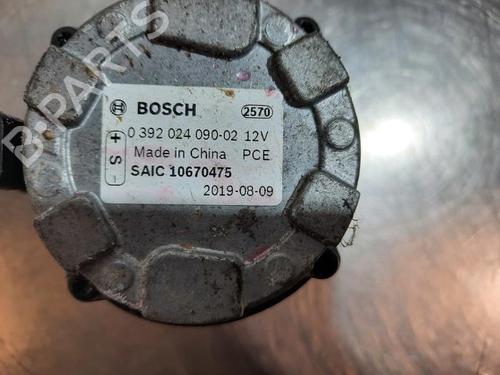 B-PARTS
BOSCH 2570
0 392 024 090-02 12V
+ Made in China PCE
S
- SAIC 10670475
2019-08-09